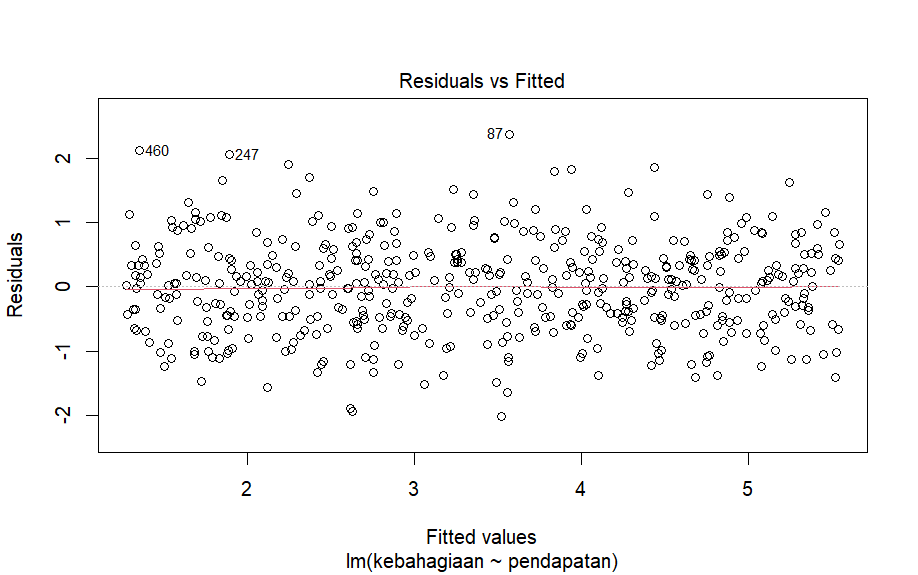 Residuals vs Fitted
87
460
247
2
1
0
-1
-2
Residuals
2 3 4 5
Fitted values
lm(kebahagiaan ~ pendapatan)